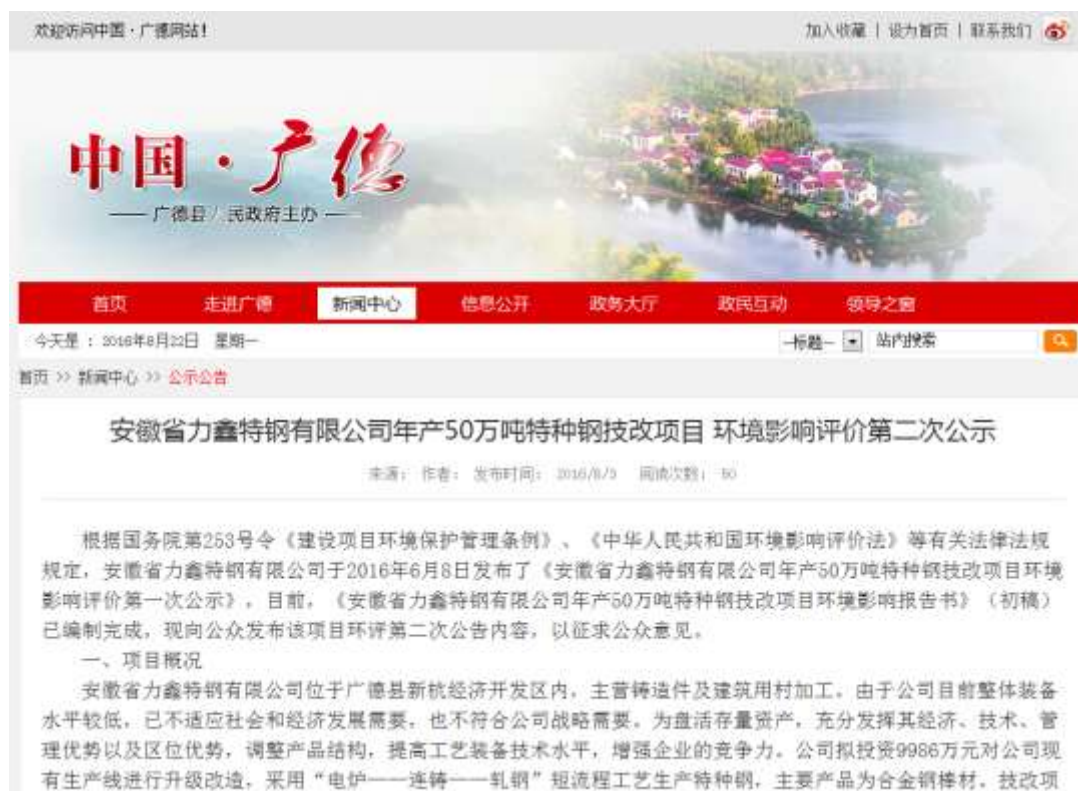 欢迎访问中国·广德网站！
加入收藏 | 设为首页 | 联系我们
中国·广德
—— 广德县人民政府主办 ——
首页 走进广德 新闻中心 信息公开 政务大厅 政民互动 领导之窗
今天是 ：2016年8月22日 星期一 -标题- 站内搜索
首页 >> 新闻中心 >> 公示公告
安徽省力鑫特钢有限公司年产50万吨特种钢技改项目 环境影响评价第二次公示
来源： 作者： 发布时间： 2016/8/3 阅读次数： 50
根据国务院第253号令《建设项目环境保护管理条例》、《中华人民共和国环境影响评价法》等有关法律法规
规定，安徽省力鑫特钢有限公司于2016年6月8日发布了《安徽省力鑫特钢有限公司年产50万吨特种钢技改项目环境
影响评价第一次公示》，目前，《安徽省力鑫特钢有限公司年产50万吨特种钢技改项目环境影响报告书》（初稿）
已编制完成，现向公众发布该项目环评第二次公告内容，以征求公众意见。
一、项目概况
安徽省力鑫特钢有限公司位于广德县新杭经济开发区内，主营铸造件及建筑用村加工。由于公司目前整体装备
水平较低，已不适应社会和经济发展需要，也不符合公司战略需要。为盘活存量资产，充分发挥其经济、技术、管
理优势以及区位优势，调整产品结构，提高工艺装备技术水平，增强企业的竞争力。公司拟投资9986万元对公司现
有生产线进行升级改造，采用“电炉——连铸——轧钢”短流程工艺生产特种钢，主要产品为合金钢棒材。技改项